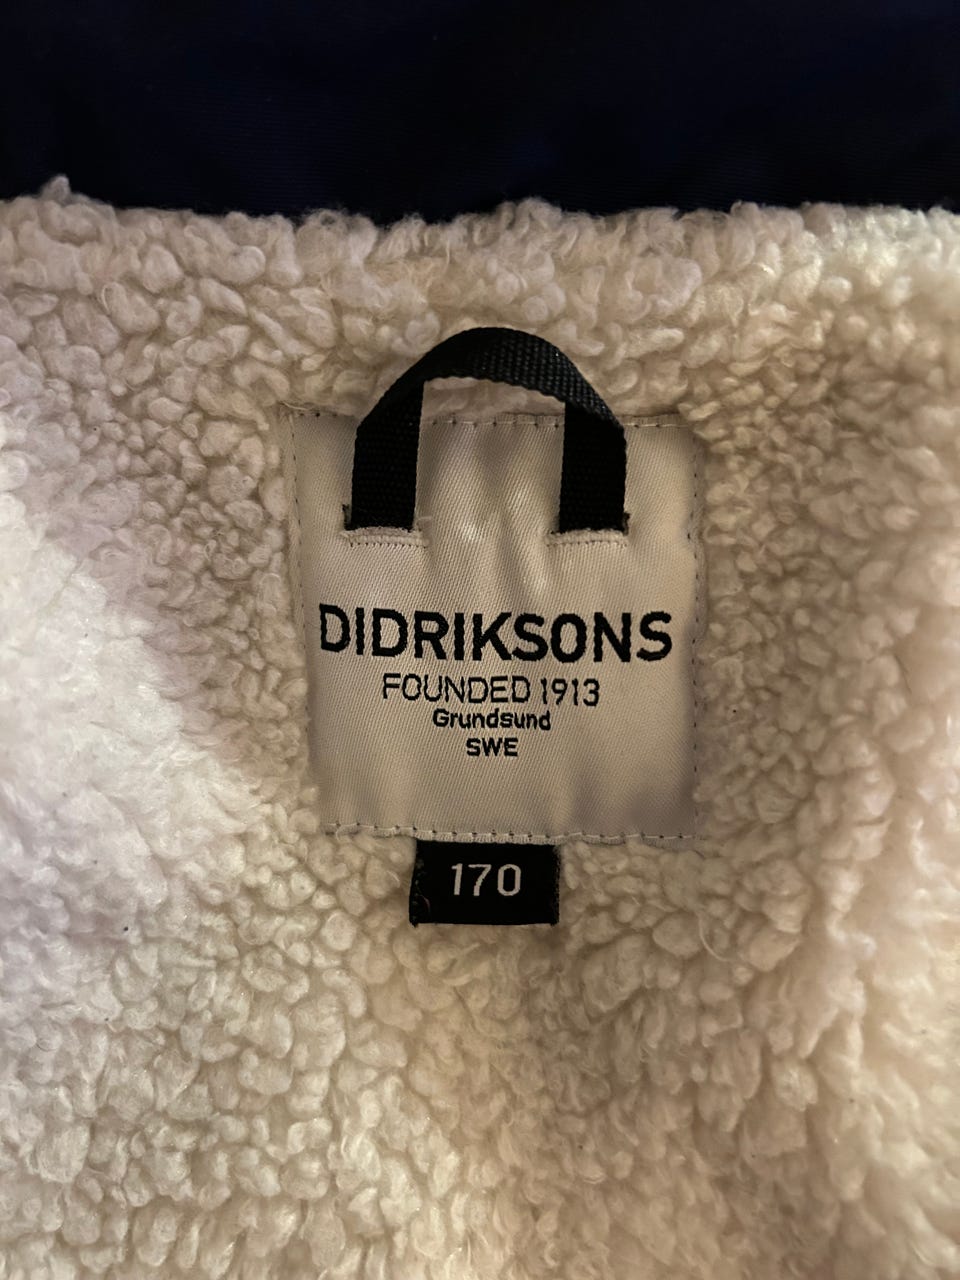 DIDRIKSONS
FOUNDED 1913
Grundsund
SWE
170